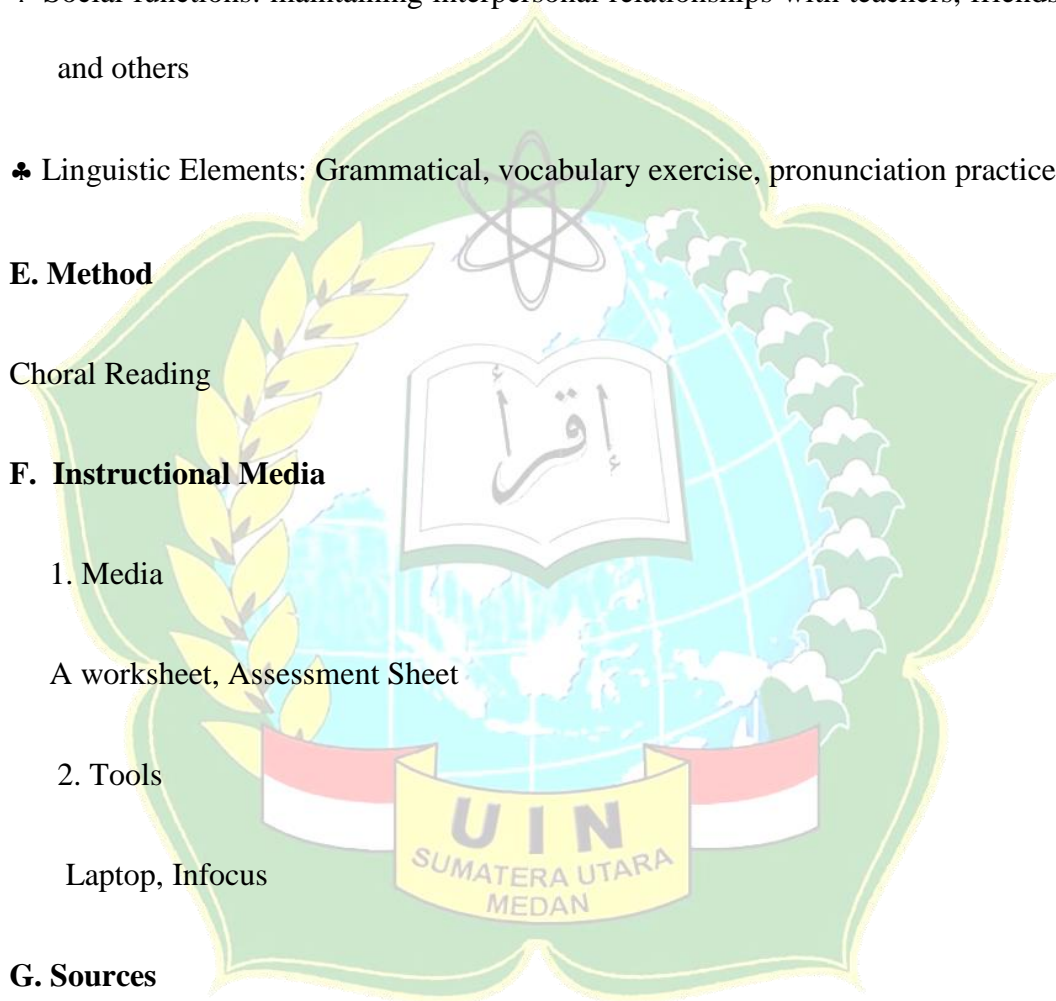 Social functions: maintaining interpersonal relationships with teachers, friends
and others
♣ Linguistic Elements: Grammatical, vocabulary exercise, pronunciation practice
E. Method
Choral Reading
إقرأ
F. Instructional Media
1. Media
A worksheet, Assessment Sheet
2. Tools
UIN
SUMATERA UTARA
MEDAN
Laptop, Infocus
G. Sources